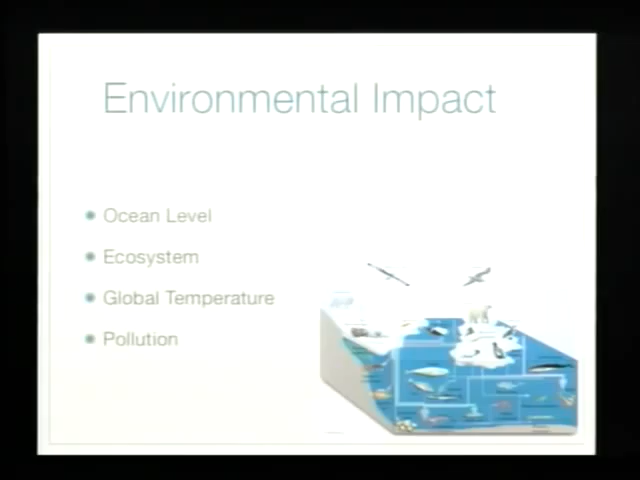 Environmental Impact
Ocean Level
Ecosystem
Global Temperature
Pollution